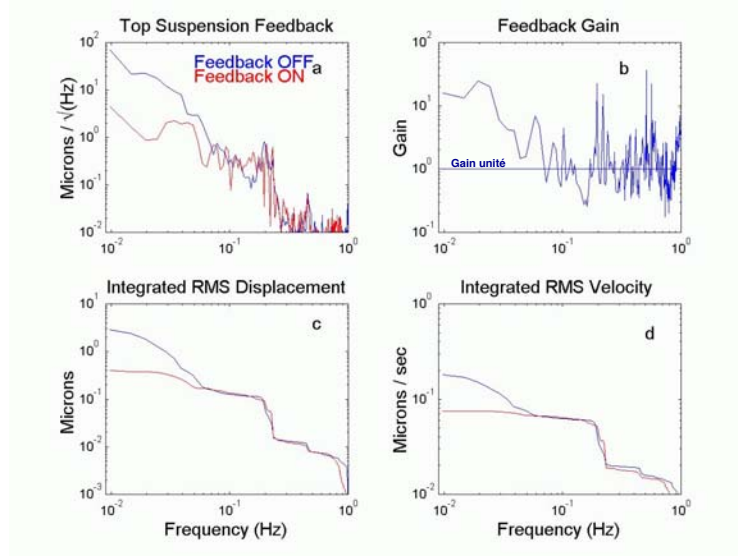 Top Suspension Feedback
10²
10¹
10⁰
10⁻¹
10⁻²
Microns / √(Hz)
Feedback OFF
Feedback ON
a
10⁻²
10⁻¹
10⁰
Feedback Gain
10²
10¹
10⁰
10⁻¹
Gain
b
Gain unité
10⁻²
10⁻¹
10⁰
Integrated RMS Displacement
10¹
10⁰
10⁻¹
10⁻²
10⁻³
Microns
c
10⁻²
10⁻¹
10⁰
Frequency (Hz)
Integrated RMS Velocity
10⁰
10⁻¹
10⁻²
Microns / sec
d
10⁻²
10⁻¹
10⁰
Frequency (Hz)